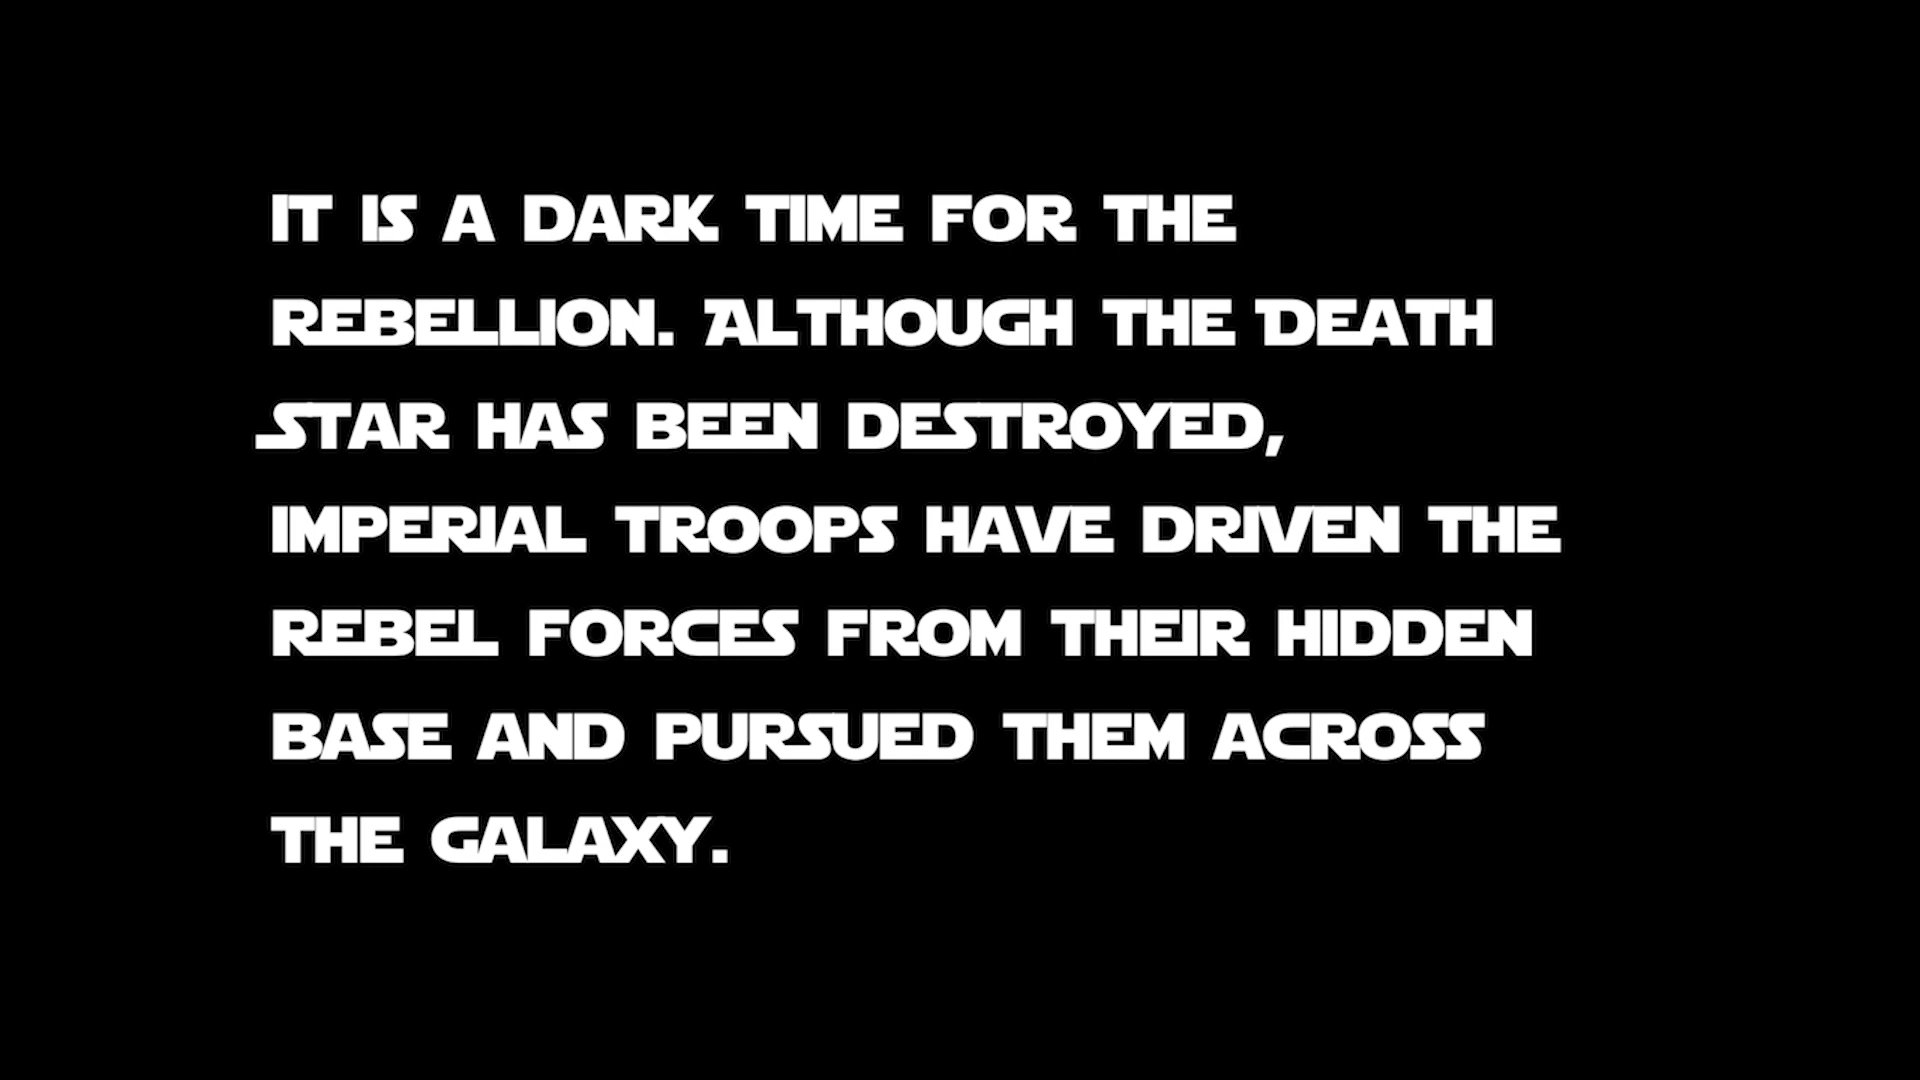 IT IS A DARK TIME FOR THE
REBELLION. ALTHOUGH THE DEATH
STAR HAS BEEN DESTROYED,
IMPERIAL TROOPS HAVE DRIVEN THE
REBEL FORCES FROM THEIR HIDDEN
BASE AND PURSUED THEM ACROSS
THE GALAXY.